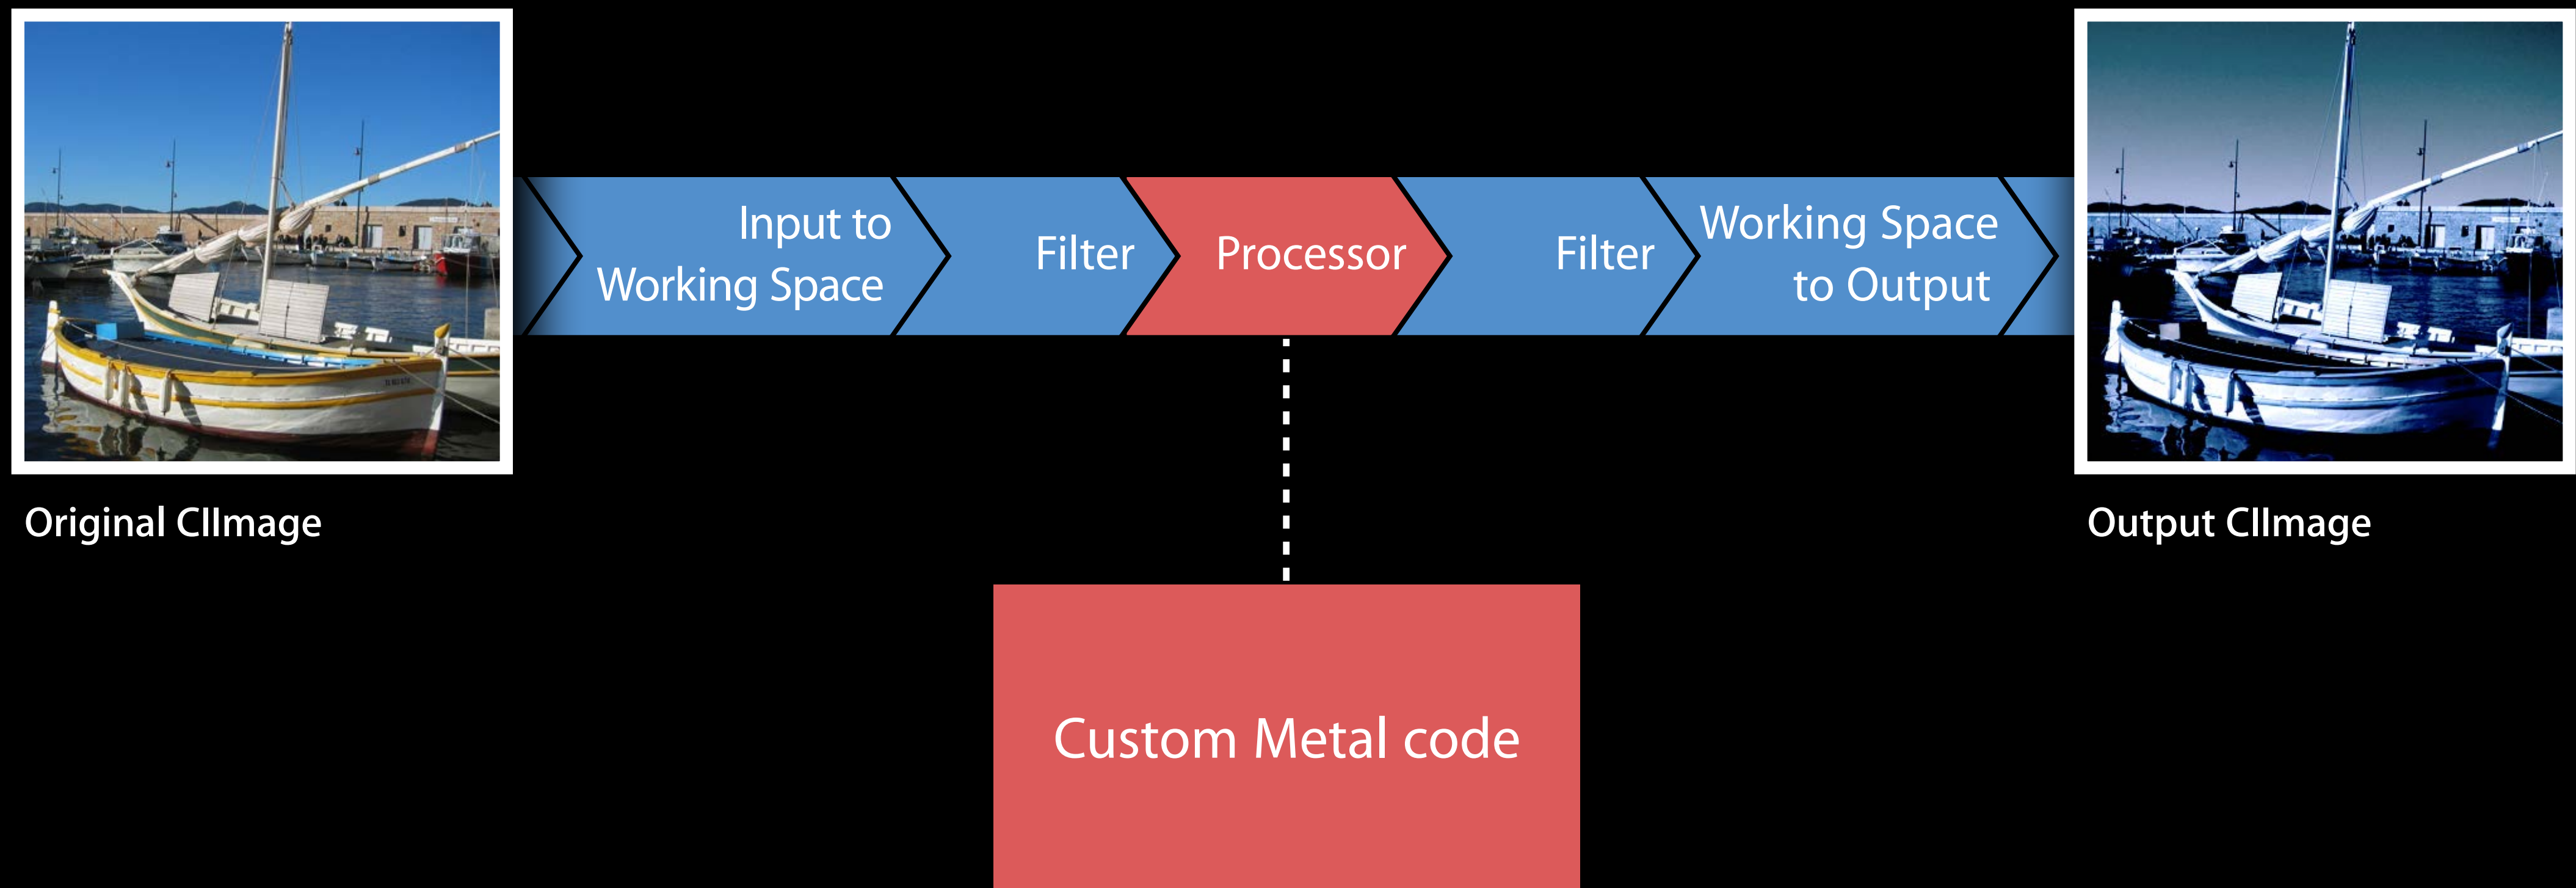 Input to
Working Space
Filter
Processor
Filter
Working Space
to Output
Original CIImage
Output CIImage
Custom Metal code